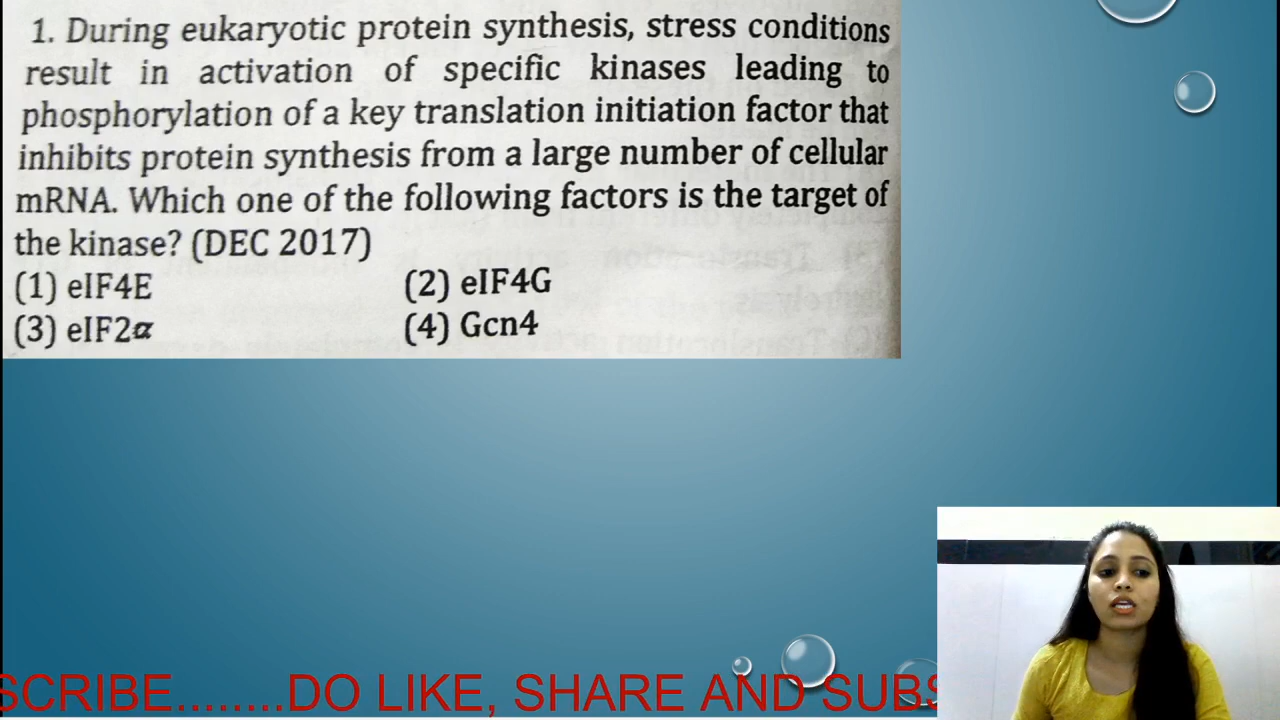 1. During eukaryotic protein synthesis, stress conditions
result in activation of specific kinases leading to
phosphorylation of a key translation initiation factor that
inhibits protein synthesis from a large number of cellular
mRNA. Which one of the following factors is the target of
the kinase? (DEC 2017)
(1) eIF4E (2) eIF4G
(3) eIF2α (4) Gcn4
SCRIBE........DO LIKE, SHARE AND SUBS